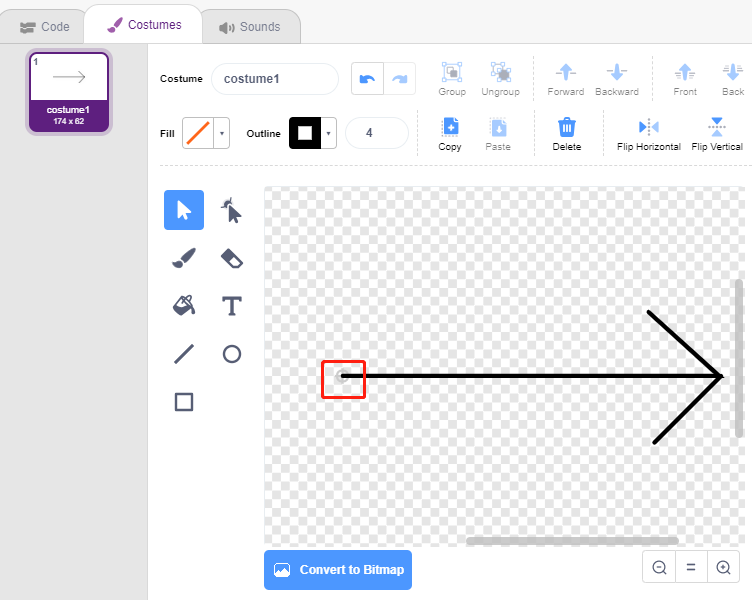 Code
Costumes
Sounds
1
costume1
174 x 62
Costume
costume1
Group
Ungroup
Forward
Backward
Front
Back
Fill
Outline
4
Copy
Paste
Delete
Flip Horizontal
Flip Vertical
T
Convert to Bitmap